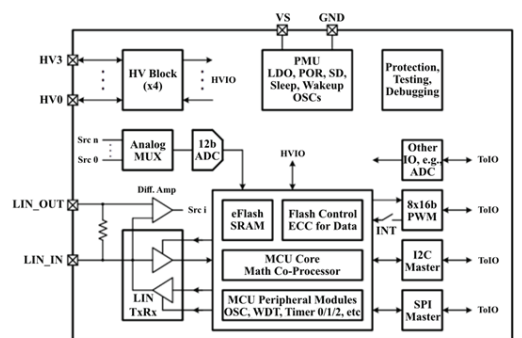 VS GND
HV3
HV0
HV Block
(x4)
HVIO
PMU
LDO, POR, SD,
Sleep, Wakeup
OSCs
Protection,
Testing,
Debugging
Src n
Src 0
Analog
MUX
12b
ADC
HVIO
Other
IO, e.g.,
ADC
ToIO
LIN_OUT
Diff. Amp
Src i
eFlash
SRAM
Flash Control
ECC for Data
INT
8x16b
PWM
ToIO
LIN_IN
LIN
TxRx
MCU Core
Math Co-Processor
I2C
Master
ToIO
MCU Peripheral Modules
OSC, WDT, Timer 0/1/2, etc
SPI
Master
ToIO